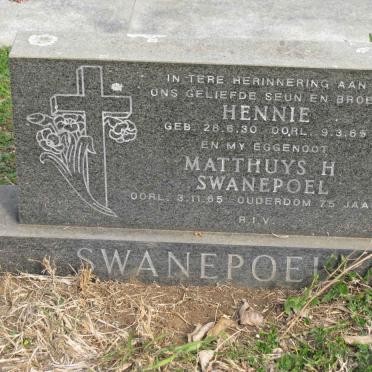 IN TERE HERINNERING AAN
ONS GELIEFDE SEUN EN BROE
HENNIE
GEB. 28.6.30 OORL. 9.3.65
EN MY EGGENOOT
MATTHUYS H
SWANEPOEL
OORL. 3.11.65 OUDERDOM 75 JAA
R.I.V.
SWANEPOEL